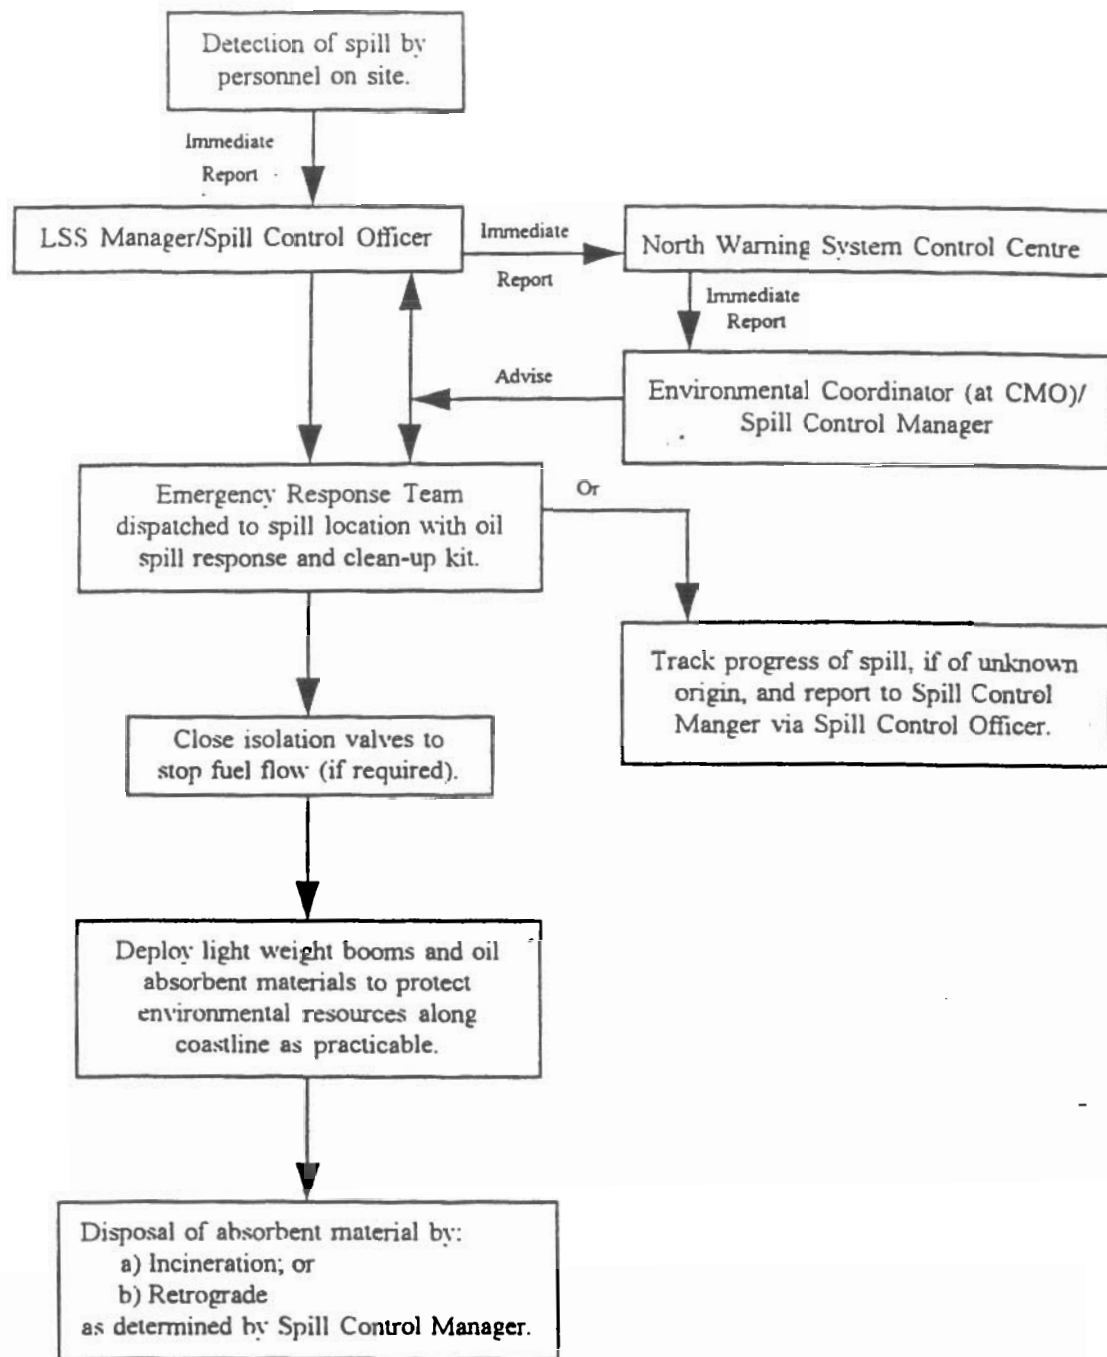 Detection of spill by
personnel on site.
Immediate
Report
LSS Manager/Spill Control Officer
Immediate
Report
North Warning System Control Centre
Immediate
Report
Advise
Environmental Coordinator (at CMO)/
Spill Control Manager
Emergency Response Team
dispatched to spill location with oil
spill response and clean-up kit.
Or
Track progress of spill, if of unknown
origin, and report to Spill Control
Manger via Spill Control Officer.
Close isolation valves to
stop fuel flow (if required).
Deploy light weight booms and oil
absorbent materials to protect
environmental resources along
coastline as practicable.
Disposal of absorbent material by:
a) Incineration; or
b) Retrograde
as determined by Spill Control Manager.